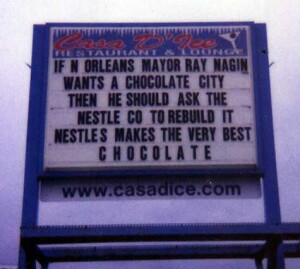 Casa D'Ice
RESTAURANT & LOUNGE
IF N ORLEANS MAYOR RAY NAGIN
WANTS A CHOCOLATE CITY
THEN HE SHOULD ASK THE
NESTLE CO TO REBUILD IT
NESTLES MAKES THE VERY BEST
CHOCOLATE
www.casadice.com